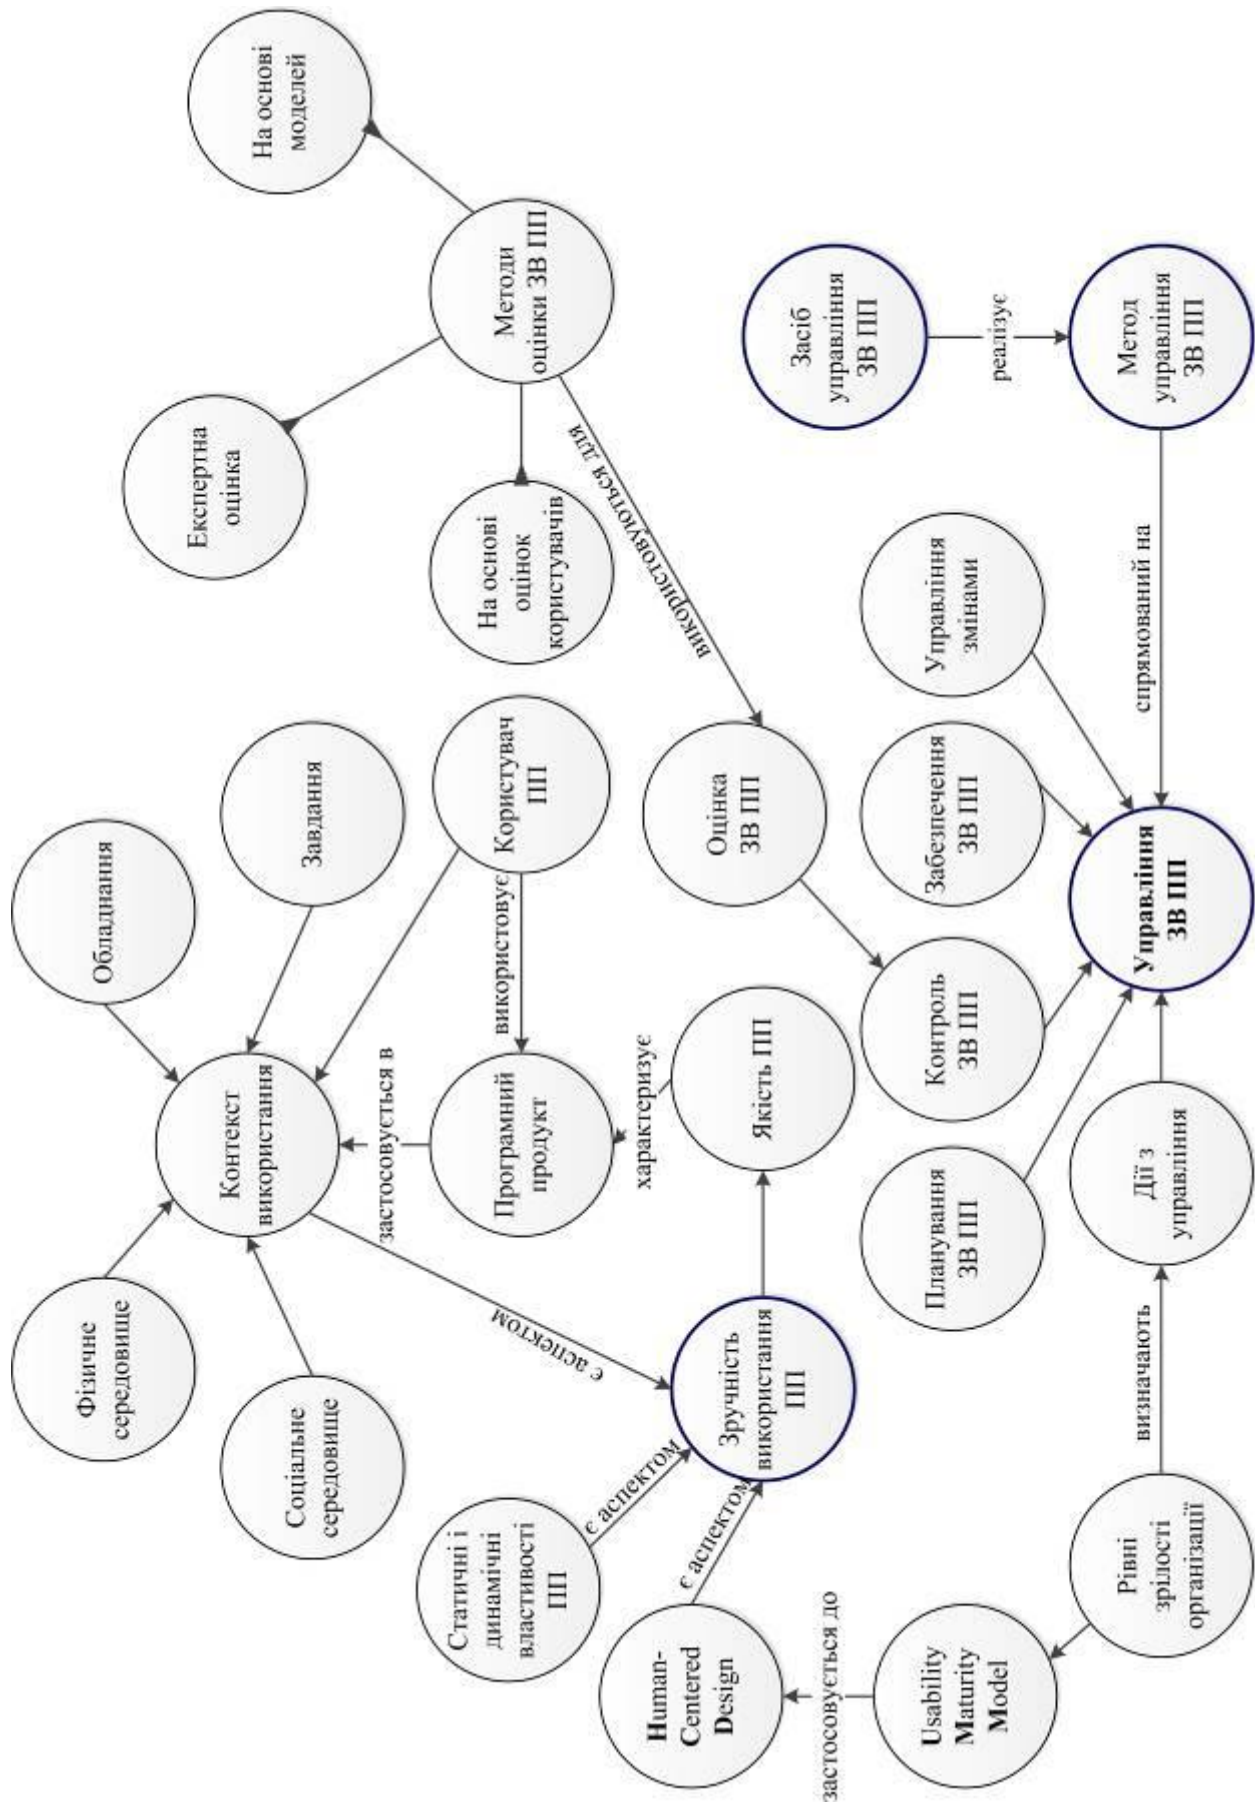 Фізичне
середовище
Обладнання
Експертна
оцінка
Контекст
використання
Соціальне
середовище
Завдання
На основі
моделей
застосовується в
Статичні і
динамічні
властивості
ПП
є аспектом
Програмний
продукт
використовує
Користувач
ПП
На основі
оцінок
користувачів
Методи
оцінки ЗВ ПП
є аспектом
використовуються для
характеризує
Human-
Centered
Design
є аспектом
Зручність
використання
ПП
Якість ПП
Оцінка
ЗВ ПП
застосовується до
Засіб
управління
ЗВ ПП
Usability
Maturity
Model
Планування
ЗВ ПП
Контроль
ЗВ ПП
Забезпечення
ЗВ ПП
Управління
змінами
реалізує
Рівні
зрілості
організації
визначають
Дії з
управління
Управління
ЗВ ПП
спрямований на
Метод
управління
ЗВ ПП